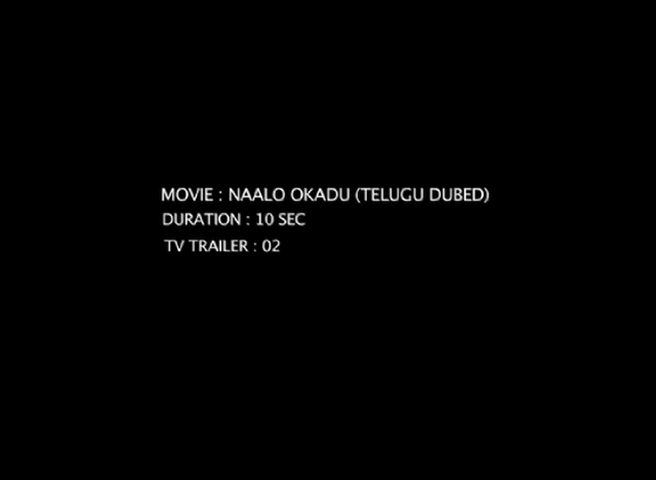 MOVIE : NAALO OKADU (TELUGU DUBED)
DURATION : 10 SEC
TV TRAILER : 02